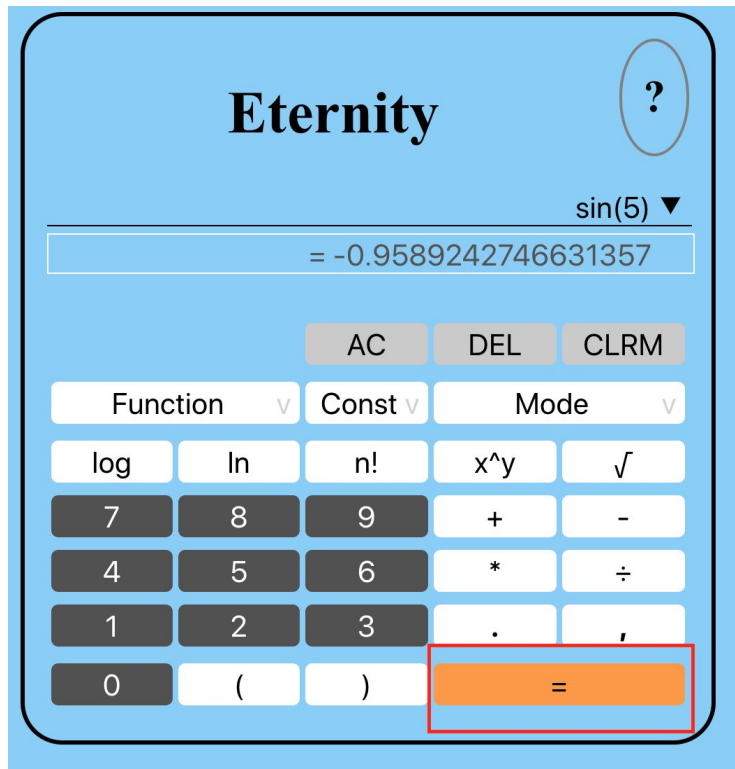 Eternity
?
sin(5) ▼
= -0.9589242746631357
AC DEL CLRM
Function v Const v Mode v
log ln n! x^y √
7 8 9 + -
4 5 6 * ÷
1 2 3 . ,
0 ( ) =